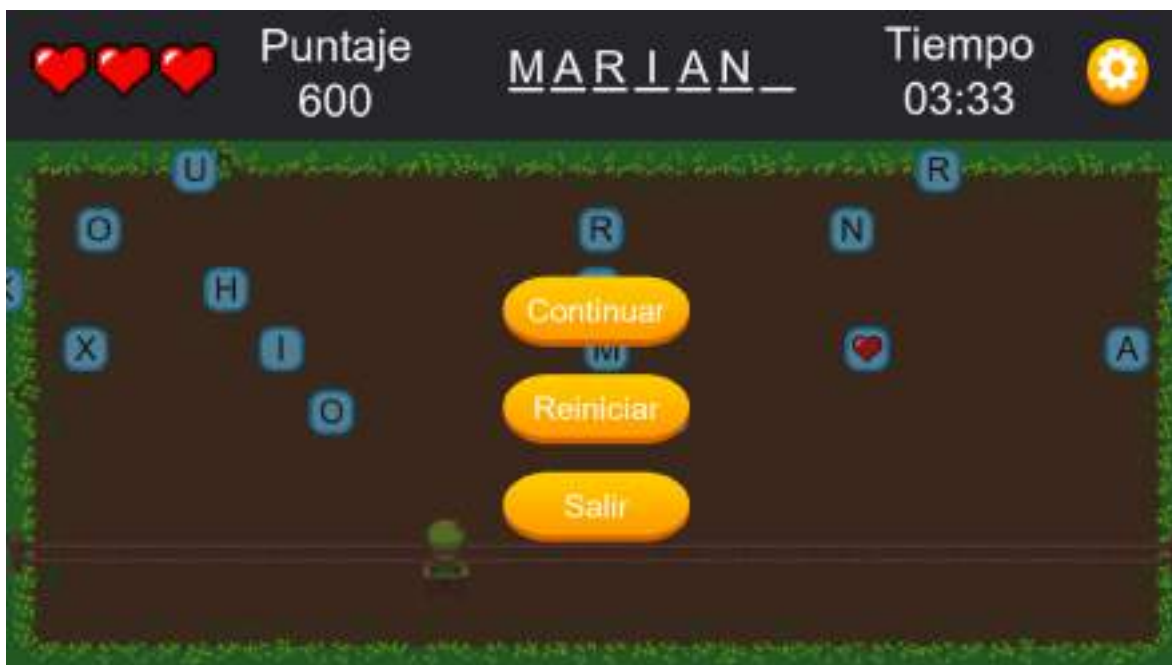 Puntaje
600
M A R I A N _
Tiempo
03:33
U
R
O
R
N
X
H
Continuar
X
I
M
A
O
Reiniciar
Salir